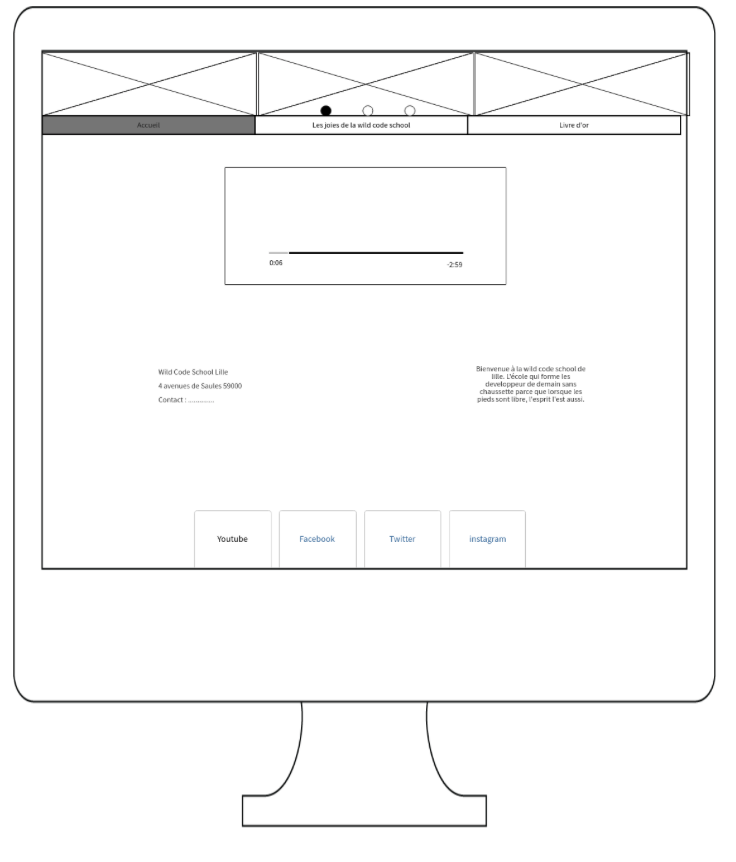 Accueil
Les joies de la wild code school
Livre d'or
0:06
-2:59
Wild Code School Lille
4 avenues de Saules 59000
Contact : .............
Bienvenue à la wild code school de
lille. L'école qui forme les
developpeur de demain sans
chaussette parce que lorsque les
pieds sont libre, l'esprit l'est aussi.
Youtube
Facebook
Twitter
instagram